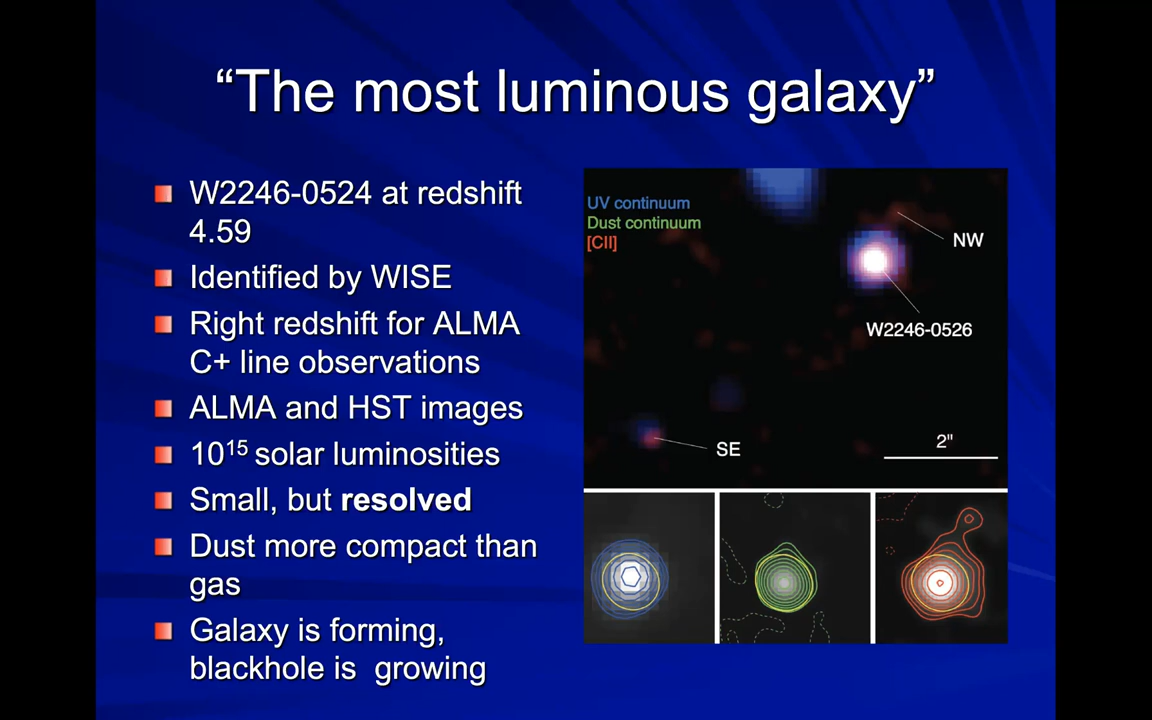 “The most luminous galaxy”
W2246-0524 at redshift
4.59
Identified by WISE
Right redshift for ALMA
C+ line observations
ALMA and HST images
10¹⁵ solar luminosities
Small, but resolved
Dust more compact than
gas
Galaxy is forming,
blackhole is growing
UV continuum
Dust continuum
[CII]
NW
W2246-0526
SE
2"